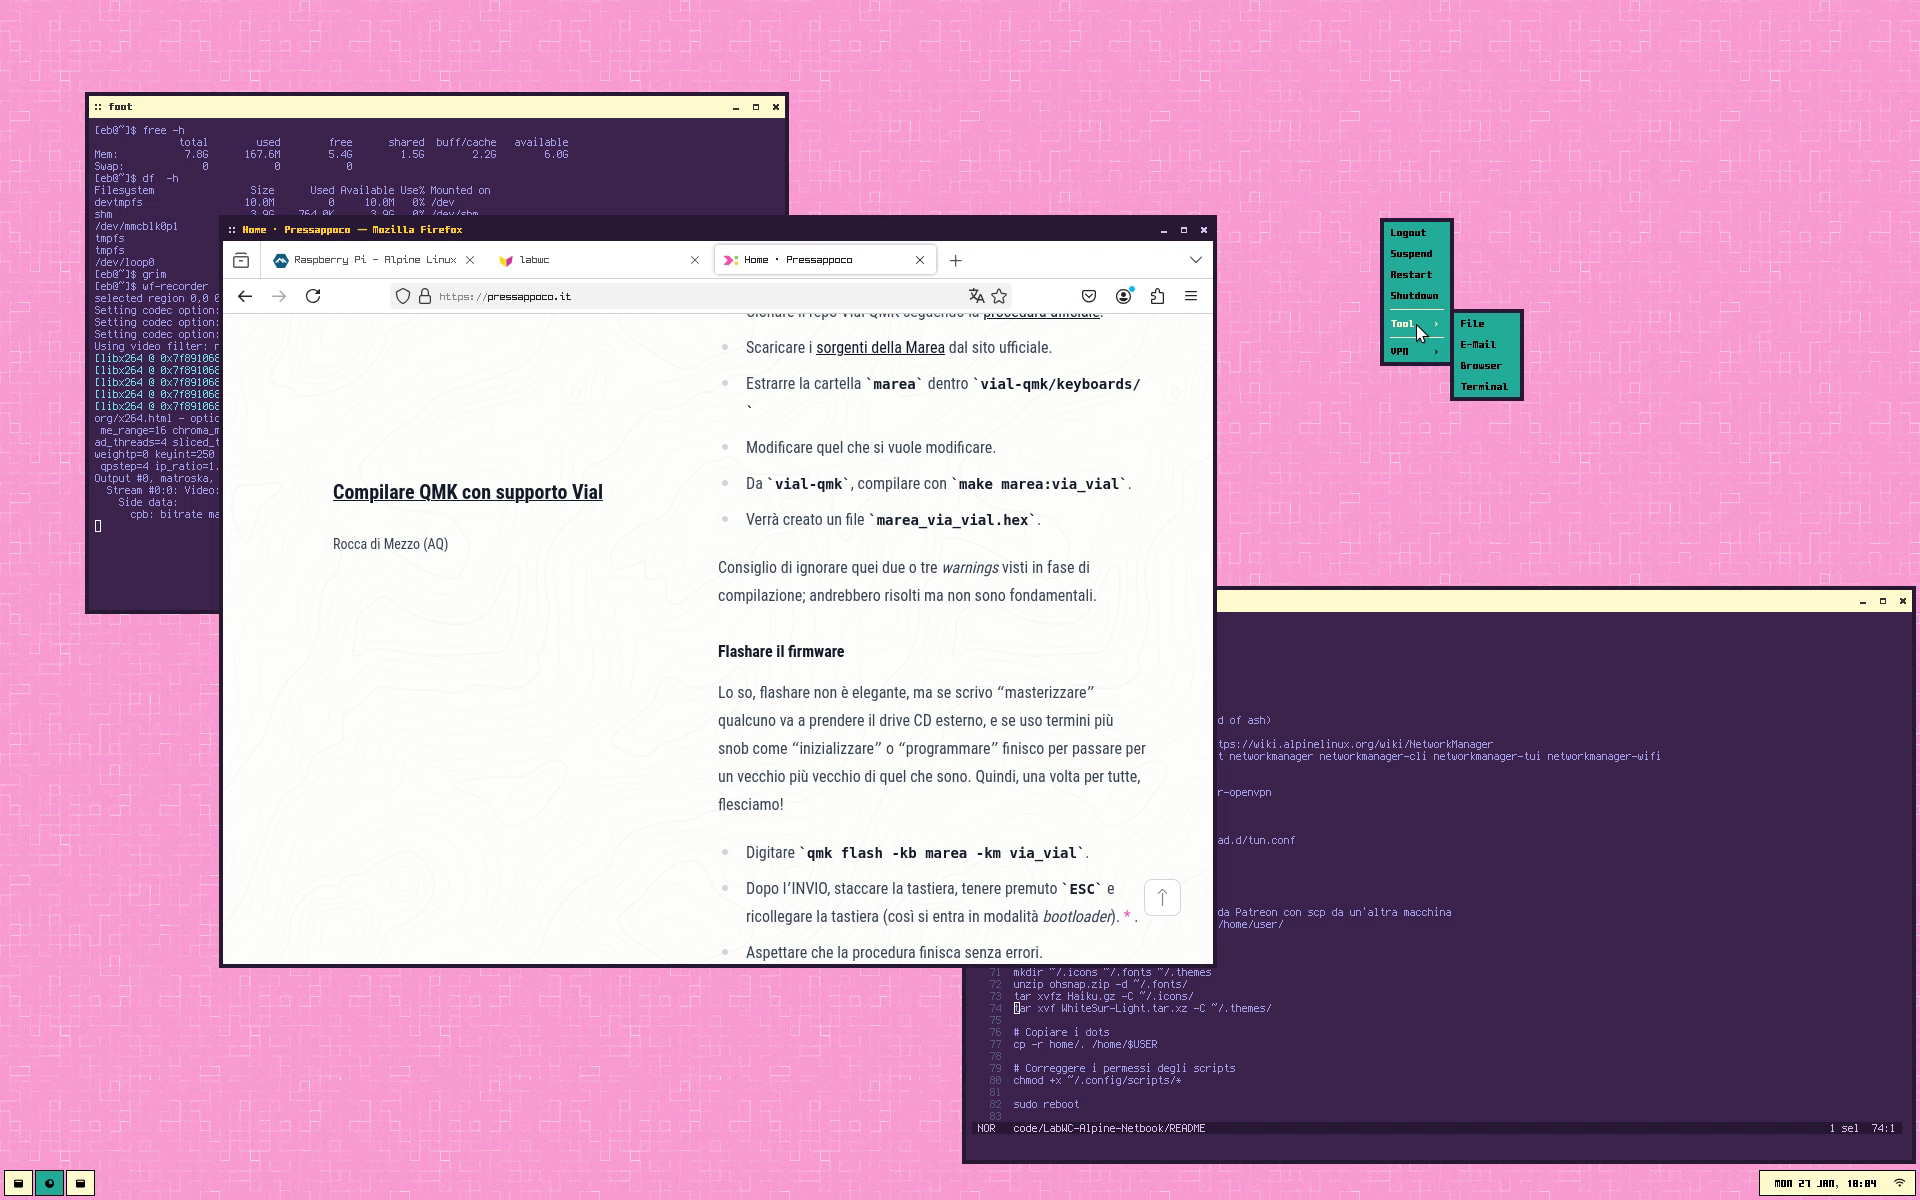 :: foot
[eb@~]$ free -h
total used free shared buff/cache available
Mem: 7.8G 167.6M 5.4G 1.5G 2.2G 6.0G
Swap: 0 0 0
[eb@~]$ df -h
Filesystem Size Used Available Use% Mounted on
devtmpfs 10.0M 0 10.0M 0% /dev
shm 3.9G 764.0K 3.9G 0% /dev/shm
/dev/mmcblk0p1
tmpfs
tmpfs
/dev/loop0
[eb@~]$ grim
[eb@~]$ wf-recorder
selected region 0,0 0
Setting codec option:
Setting codec option:
Setting codec option:
Using video filter: 
[libx264 @ 0x7f891068
[libx264 @ 0x7f891068
[libx264 @ 0x7f891068
[libx264 @ 0x7f891068
[libx264 @ 0x7f891068
org/x264.html - optio
me_range=16 chroma_m
ad_threads=4 sliced_t
weightp=0 keyint=250
qpstep=4 ip_ratio=1.
Output #0, matroska,
Stream #0:0: Video:
Side data:
cpb: bitrate ma
:: Home · Pressappoco — Mozilla Firefox
Raspberry Pi - Alpine Linux
labwc
Home · Pressappoco
https://pressappoco.it
Clonare il repo Vial QMK seguendo la procedura ufficiale.
Scaricare i sorgenti della Marea dal sito ufficiale.
Estrarre la cartella `marea` dentro `vial-qmk/keyboards/
`
Modificare quel che si vuole modificare.
Da `vial-qmk`, compilare con `make marea:via_vial`.
Verrà creato un file `marea_via_vial.hex`.
Compilare QMK con supporto Vial
Rocca di Mezzo (AQ)
Consiglio di ignorare quei due o tre warnings visti in fase di
compilazione; andrebbero risolti ma non sono fondamentali.
Flashare il firmware
Lo so, flashare non è elegante, ma se scrivo “masterizzare”
qualcuno va a prendere il drive CD esterno, e se uso termini più
snob come “inizializzare” o “programmare” finisco per passare per
un vecchio più vecchio di quel che sono. Quindi, una volta per tutte,
flesciamo!
Digitare `qmk flash -kb marea -km via_vial`.
Dopo l’INVIO, staccare la tastiera, tenere premuto `ESC` e
ricollegare la tastiera (così si entra in modalità bootloader). * .
Aspettare che la procedura finisca senza errori.
Logout
Suspend
Restart
Shutdown
Tool ›
VPN ›
File
E-Mail
Browser
Terminal
d of ash)
tps://wiki.alpinelinux.org/wiki/NetworkManager
t networkmanager networkmanager-cli networkmanager-tui networkmanager-wifi
r-openvpn
ad.d/tun.conf
da Patreon con scp da un'altra macchina
/home/user/
71 mkdir ~/.icons ~/.fonts ~/.themes
72 unzip ohsnap.zip -d ~/.fonts/
73 tar xvfz Haiku.gz -C ~/.icons/
74 tar xvf WhiteSur-Light.tar.xz -C ~/.themes/
75
76 # Copiare i dots
77 cp -r home/. /home/$USER
78
79 # Correggere i permessi degli scripts
80 chmod +x ~/.config/scripts/*
81
82 sudo reboot
83
NOR code/LabWC-Alpine-Netbook/README 1 sel 74:1
MON 27 JAN, 18:04